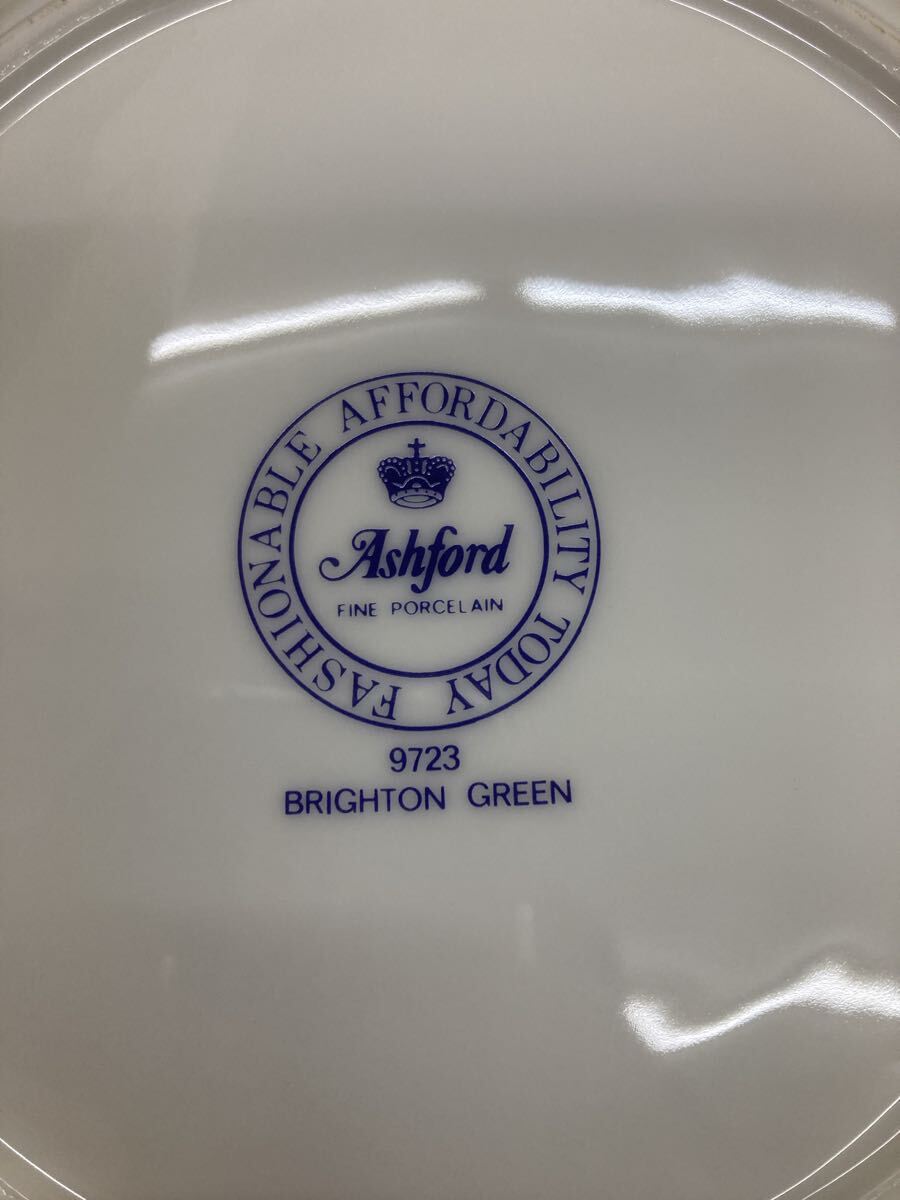 FASHIONABLE AFFORDABILITY TODAY
Ashford
FINE PORCELAIN
9723
BRIGHTON GREEN